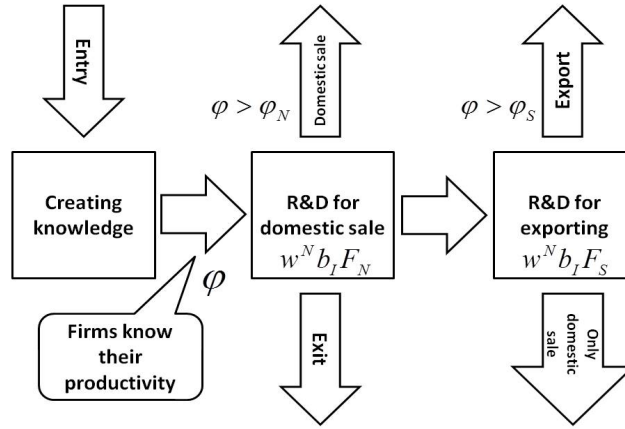 Entry
Domestic sale
Export
φ > φ_N
φ > φ_S
Creating
knowledge
R&D for
domestic sale
w^N b_I F_N
R&D for
exporting
w^N b_I F_S
φ
Firms know
their
productivity
Exit
Only
domestic
sale